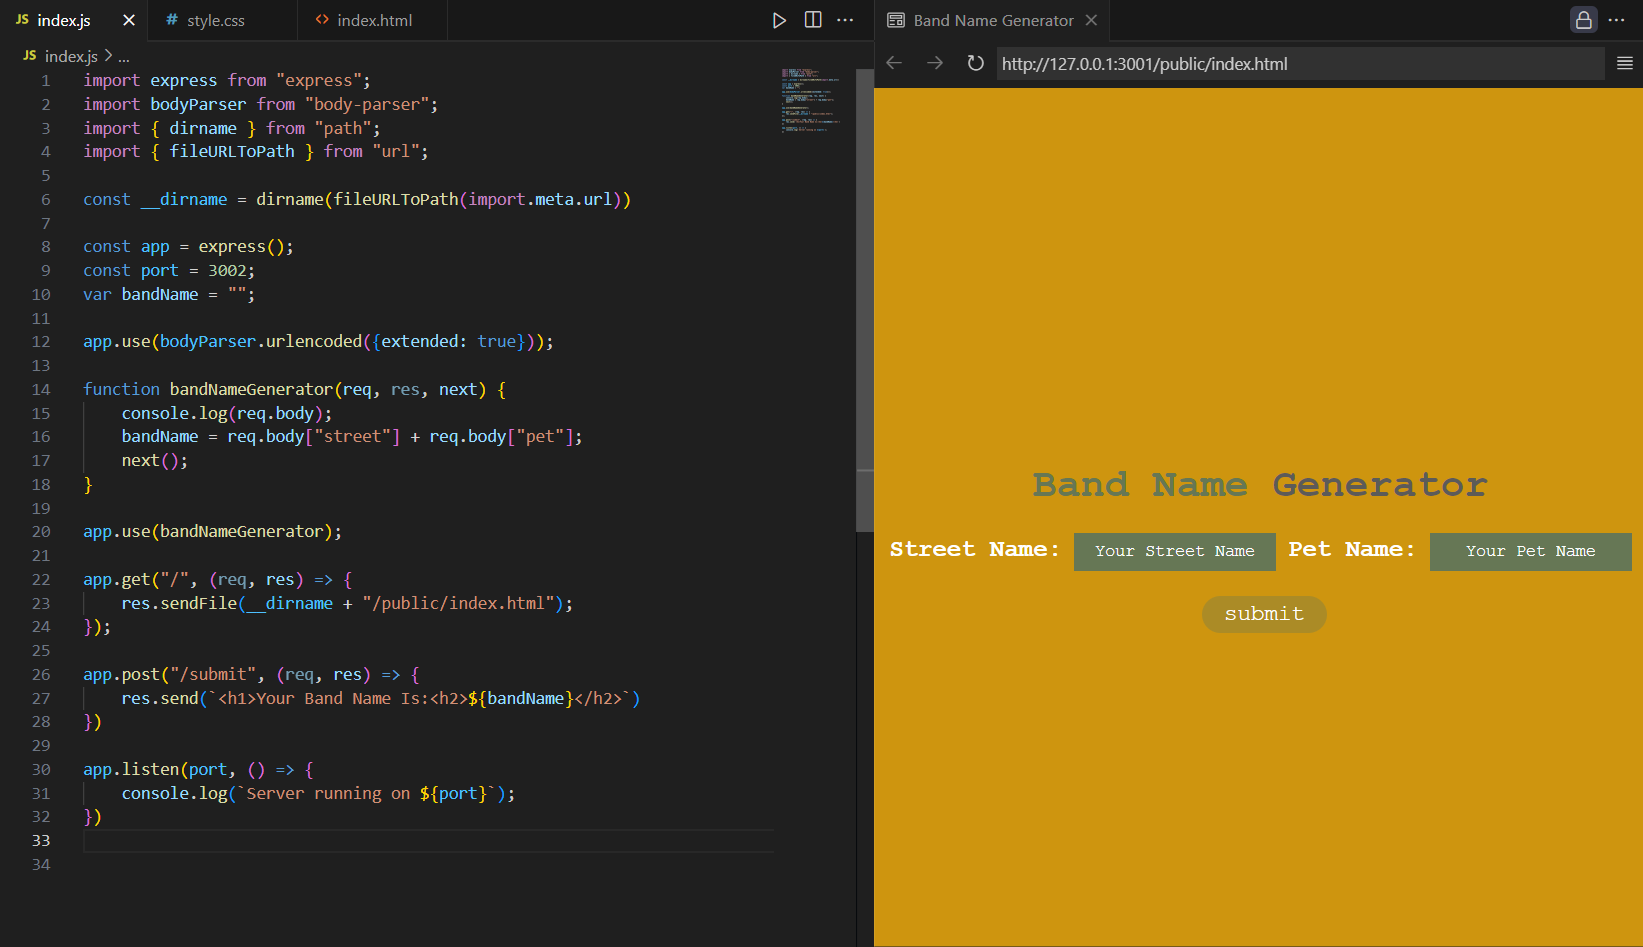 JS index.js
# style.css
<> index.html
JS index.js > ...
1 import express from "express";
2 import bodyParser from "body-parser";
3 import { dirname } from "path";
4 import { fileURLToPath } from "url";
5
6 const __dirname = dirname(fileURLToPath(import.meta.url))
7
8 const app = express();
9 const port = 3002;
10 var bandName = "";
11
12 app.use(bodyParser.urlencoded({extended: true}));
13
14 function bandNameGenerator(req, res, next) {
15     console.log(req.body);
16     bandName = req.body["street"] + req.body["pet"];
17     next();
18 }
19
20 app.use(bandNameGenerator);
21
22 app.get("/", (req, res) => {
23     res.sendFile(__dirname + "/public/index.html");
24 });
25
26 app.post("/submit", (req, res) => {
27     res.send(`<h1>Your Band Name Is:<h2>${bandName}</h2>`)
28 })
29
30 app.listen(port, () => {
31     console.log(`Server running on ${port}`);
32 })
33
34
Band Name Generator
http://127.0.0.1:3001/public/index.html
Band Name Generator
Street Name: Your Street Name Pet Name: Your Pet Name
submit